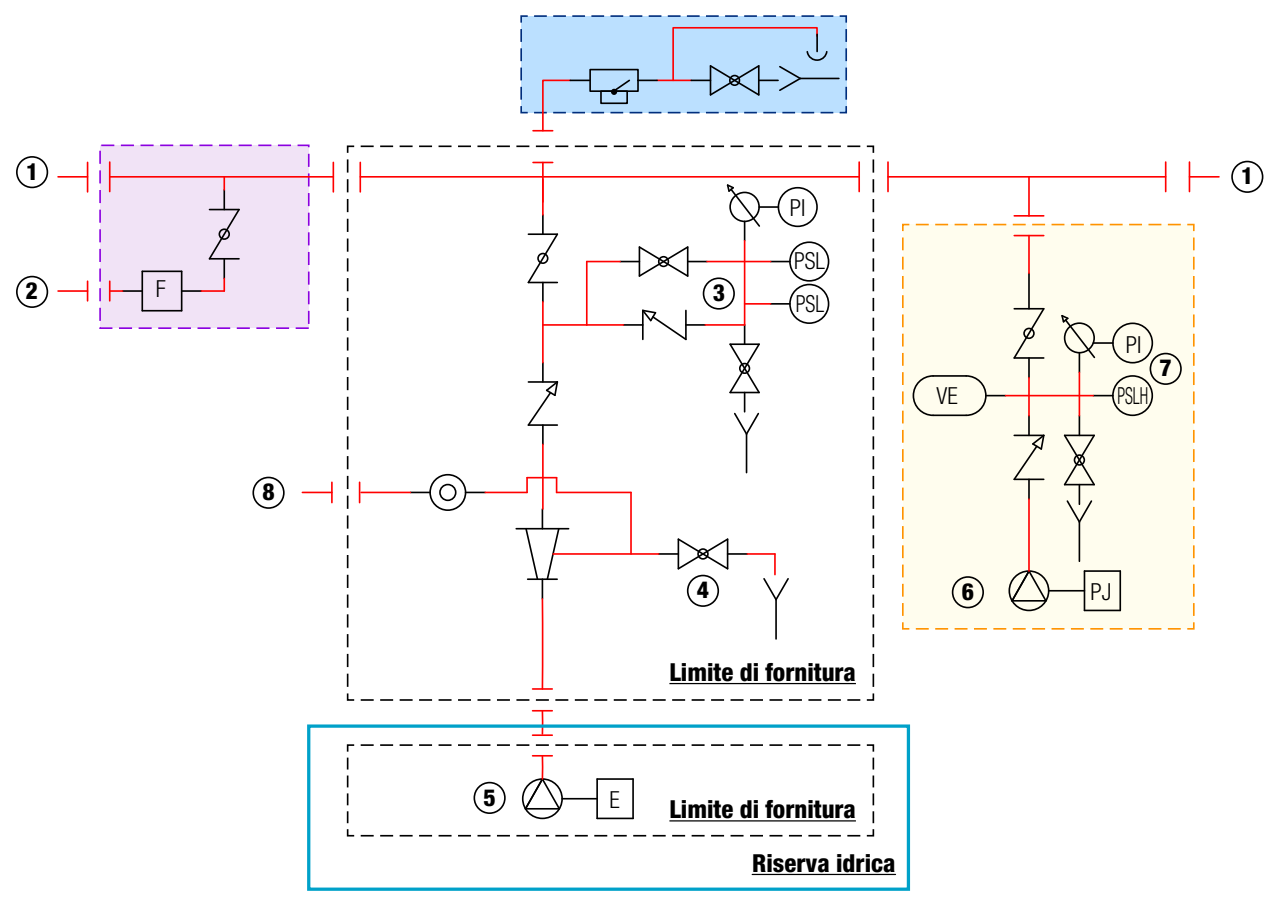 1
1
PI
2
F
3
PSL
PSL
PI
7
VE
PSLH
8
4
6
PJ
Limite di fornitura
5
E
Limite di fornitura
Riserva idrica